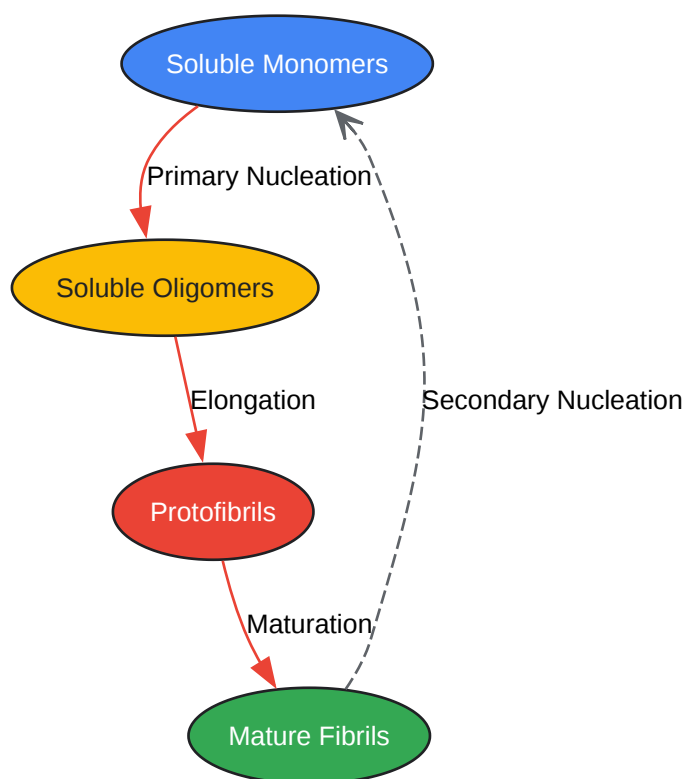 Soluble Monomers
Primary Nucleation
Soluble Oligomers
Elongation
Secondary Nucleation
Protofibrils
Maturation
Mature Fibrils